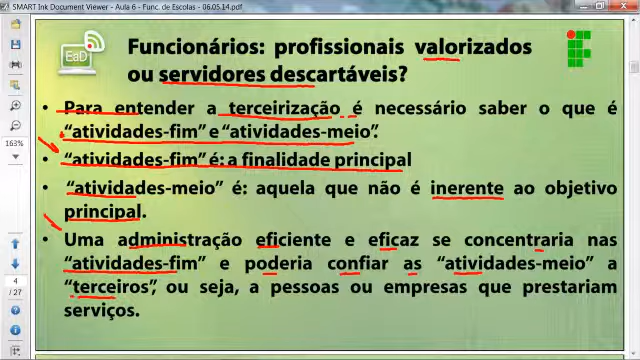 SMART Ink Document Viewer - Aula 6 - Func. de Escolas - 06.05.14.pdf
EaD
Funcionários: profissionais valorizados
ou servidores descartáveis?
• Para entender a terceirização é necessário saber o que é
“atividades-fim” e “atividades-meio”.
• “atividades-fim” é: a finalidade principal
• “atividades-meio” é: aquela que não é inerente ao objetivo
principal.
• Uma administração eficiente e eficaz se concentraria nas
“atividades-fim” e poderia confiar as “atividades-meio” a
“terceiros”, ou seja, a pessoas ou empresas que prestariam
serviços.
163%
4
/ 27